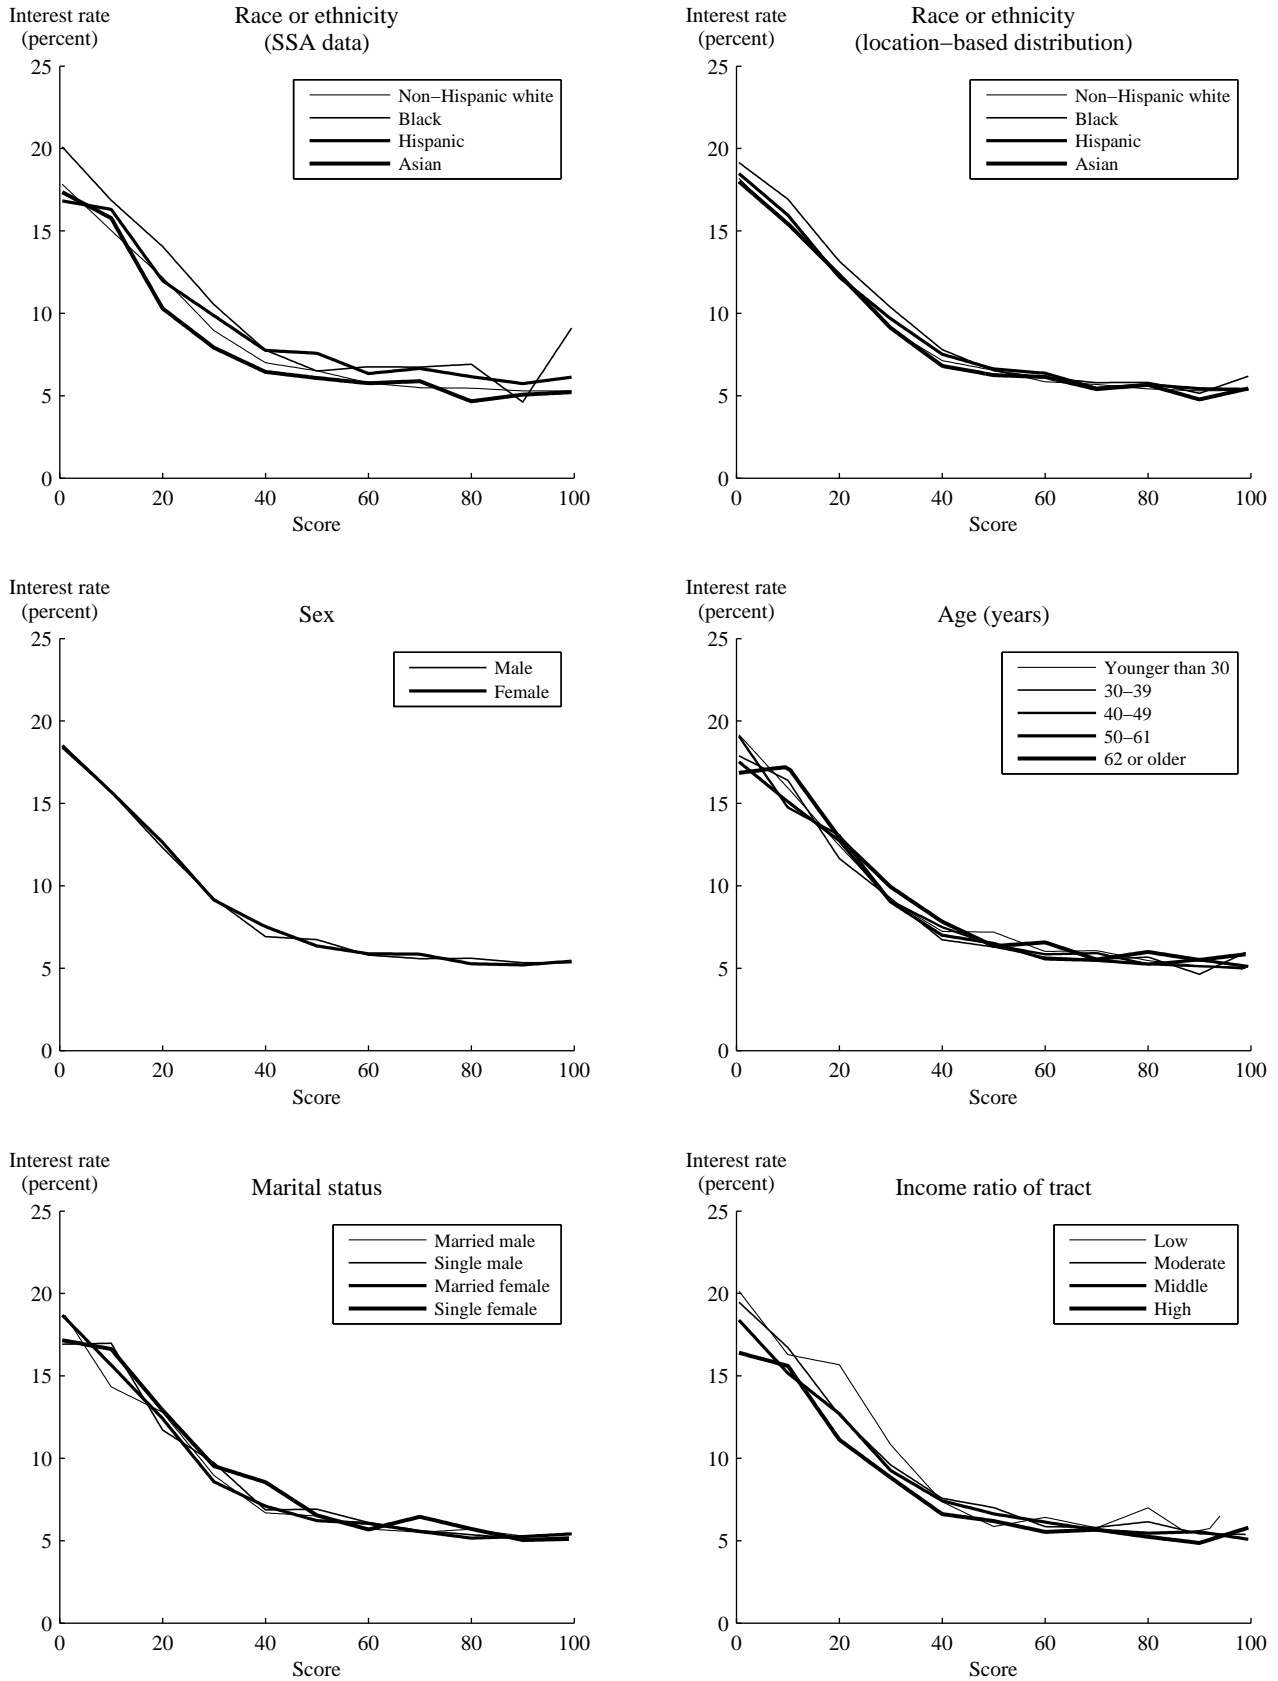 Interest rate
(percent)
Race or ethnicity
(SSA data)
25
20
15
10
5
0
Non−Hispanic white
Black
Hispanic
Asian
0 20 40 60 80 100
Score
Interest rate
(percent)
Race or ethnicity
(location−based distribution)
25
20
15
10
5
0
Non−Hispanic white
Black
Hispanic
Asian
0 20 40 60 80 100
Score
Interest rate
(percent)
Sex
25
20
15
10
5
0
Male
Female
0 20 40 60 80 100
Score
Interest rate
(percent)
Age (years)
25
20
15
10
5
0
Younger than 30
30−39
40−49
50−61
62 or older
0 20 40 60 80 100
Score
Interest rate
(percent)
Marital status
25
20
15
10
5
0
Married male
Single male
Married female
Single female
0 20 40 60 80 100
Score
Interest rate
(percent)
Income ratio of tract
25
20
15
10
5
0
Low
Moderate
Middle
High
0 20 40 60 80 100
Score